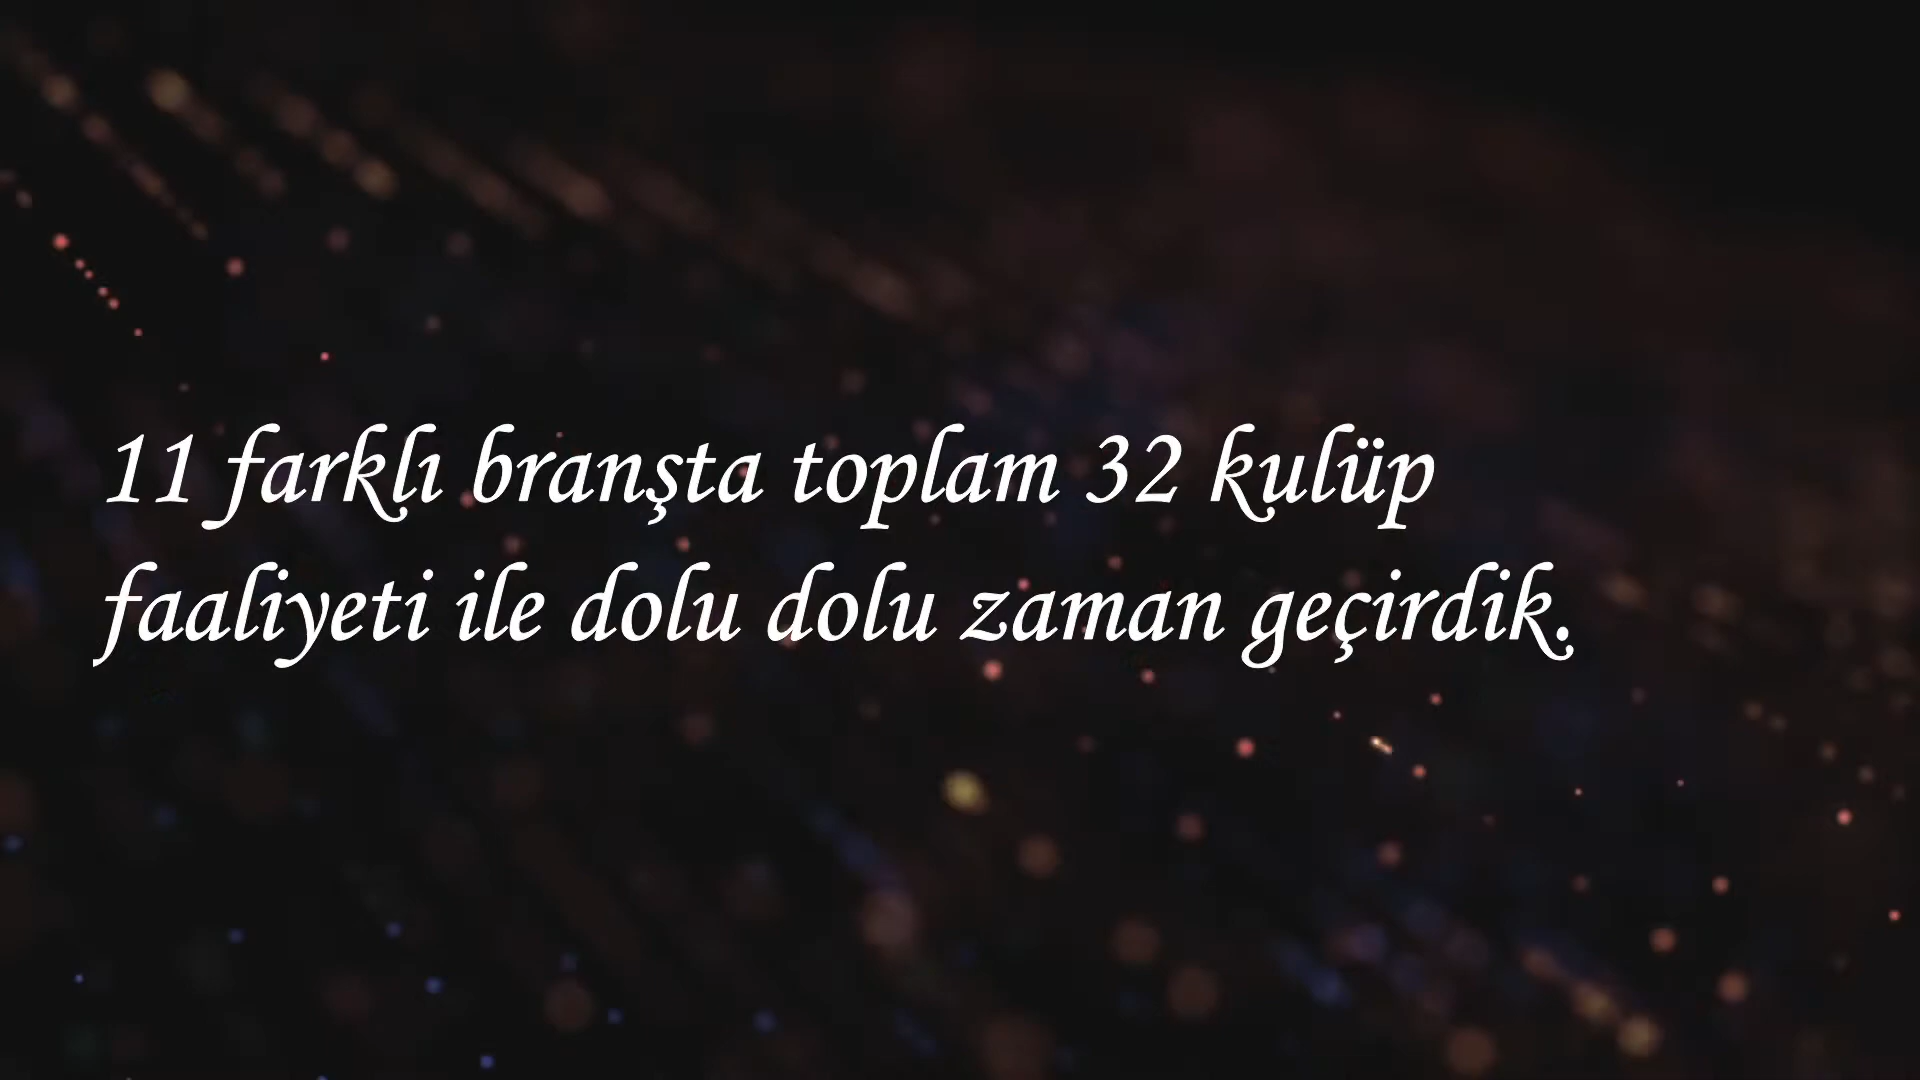 11 farklı branşta toplam 32 kulüp
faaliyeti ile dolu dolu zaman geçirdik.